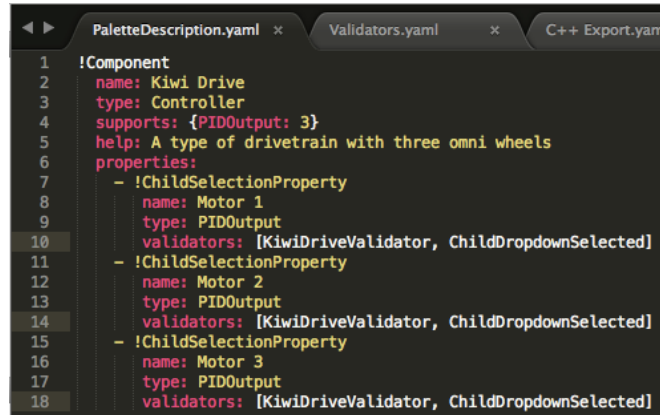 PaletteDescription.yaml × Validators.yaml × C++ Export.yam
1 !Component
2 name: Kiwi Drive
3 type: Controller
4 supports: {PIDOutput: 3}
5 help: A type of drivetrain with three omni wheels
6 properties:
7 - !ChildSelectionProperty
8 name: Motor 1
9 type: PIDOutput
10 validators: [KiwiDriveValidator, ChildDropdownSelected]
11 - !ChildSelectionProperty
12 name: Motor 2
13 type: PIDOutput
14 validators: [KiwiDriveValidator, ChildDropdownSelected]
15 - !ChildSelectionProperty
16 name: Motor 3
17 type: PIDOutput
18 validators: [KiwiDriveValidator, ChildDropdownSelected]